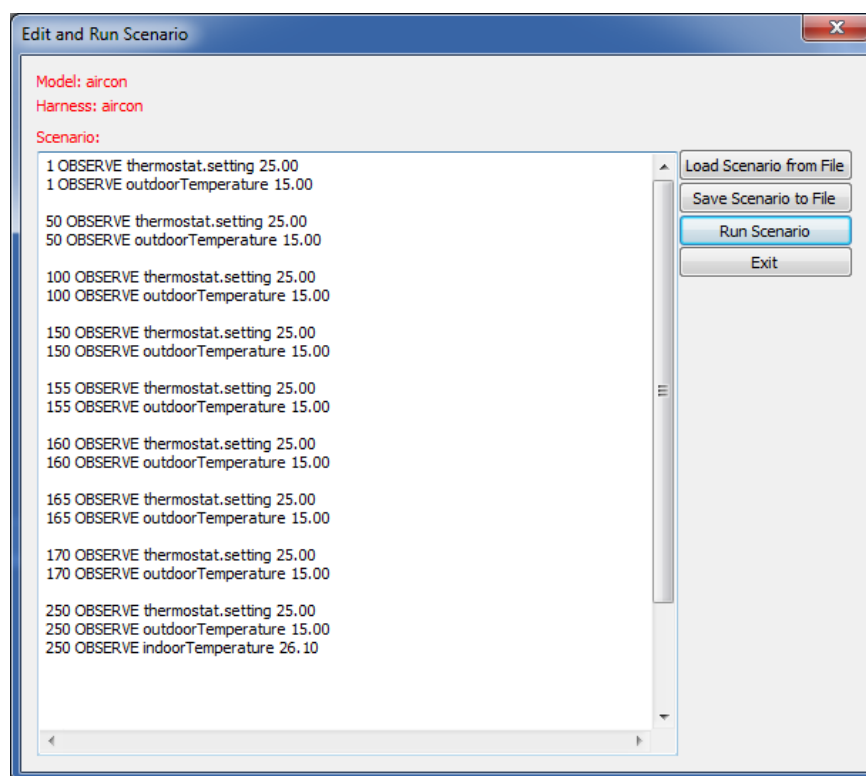 Edit and Run Scenario
Model: aircon
Harness: aircon
Scenario:
1 OBSERVE thermostat.setting 25.00
1 OBSERVE outdoorTemperature 15.00
50 OBSERVE thermostat.setting 25.00
50 OBSERVE outdoorTemperature 15.00
100 OBSERVE thermostat.setting 25.00
100 OBSERVE outdoorTemperature 15.00
150 OBSERVE thermostat.setting 25.00
150 OBSERVE outdoorTemperature 15.00
155 OBSERVE thermostat.setting 25.00
155 OBSERVE outdoorTemperature 15.00
160 OBSERVE thermostat.setting 25.00
160 OBSERVE outdoorTemperature 15.00
165 OBSERVE thermostat.setting 25.00
165 OBSERVE outdoorTemperature 15.00
170 OBSERVE thermostat.setting 25.00
170 OBSERVE outdoorTemperature 15.00
250 OBSERVE thermostat.setting 25.00
250 OBSERVE outdoorTemperature 15.00
250 OBSERVE indoorTemperature 26.10
Load Scenario from File
Save Scenario to File
Run Scenario
Exit